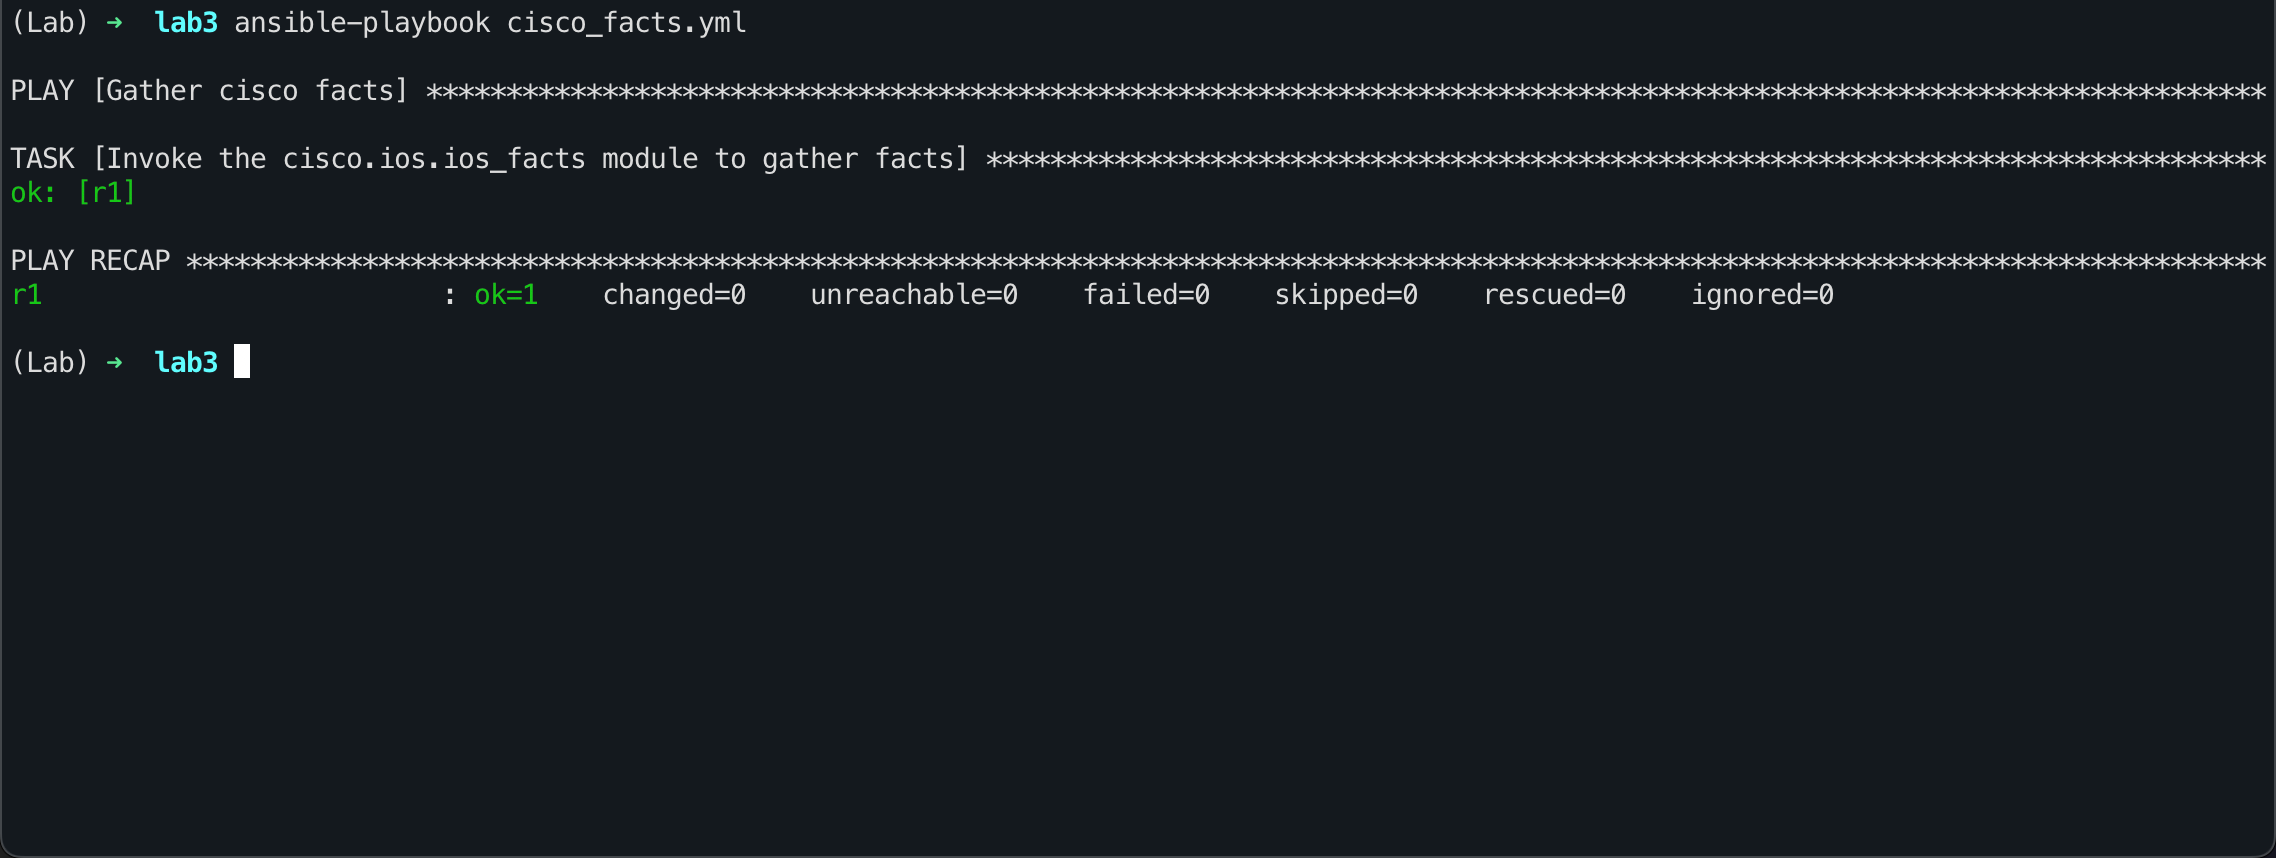 (Lab) ➜  lab3 ansible-playbook cisco_facts.yml
PLAY [Gather cisco facts] *******************************************************************************************************************
TASK [Invoke the cisco.ios.ios_facts module to gather facts] ********************************************************************************
ok: [r1]
PLAY RECAP **********************************************************************************************************************************
r1                         : ok=1    changed=0    unreachable=0    failed=0    skipped=0    rescued=0    ignored=0
(Lab) ➜  lab3